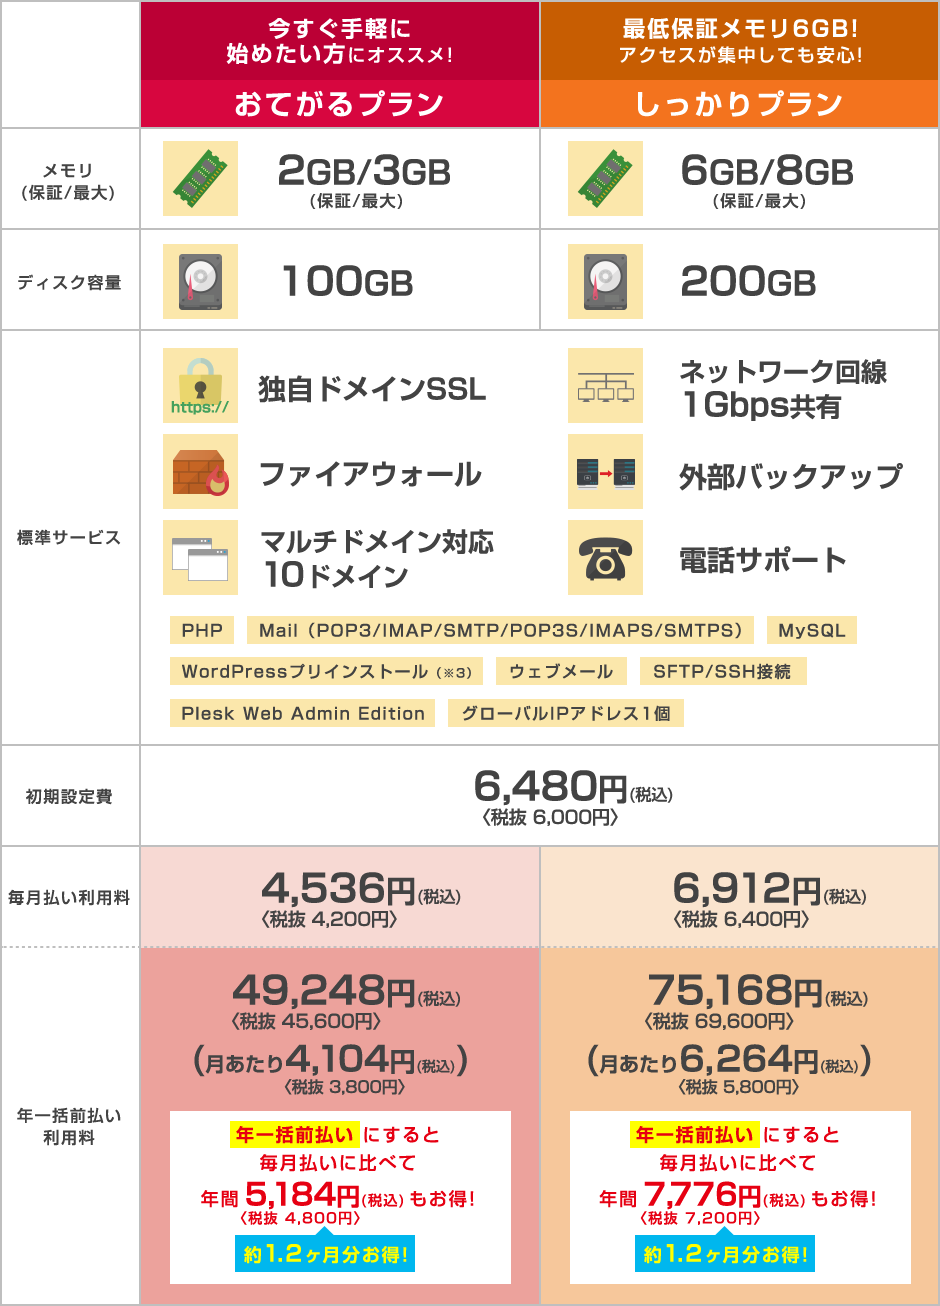 今すぐ手軽に
始めたい方にオススメ!
おてがるプラン
最低保証メモリ6GB!
アクセスが集中しても安心!
しっかりプラン
メモリ
(保証/最大)
2GB/3GB
(保証/最大)
6GB/8GB
(保証/最大)
ディスク容量
100GB
200GB
標準サービス
https://
独自ドメインSSL
ネットワーク回線
1Gbps共有
ファイアウォール
外部バックアップ
マルチドメイン対応
10ドメイン
電話サポート
PHP
Mail（POP3/IMAP/SMTP/POP3S/IMAPS/SMTPS）
MySQL
WordPressプリインストール（※3）
ウェブメール
SFTP/SSH接続
Plesk Web Admin Edition
グローバルIPアドレス1個
初期設定費
6,480円(税込)
〈税抜 6,000円〉
毎月払い利用料
4,536円(税込)
〈税抜 4,200円〉
6,912円(税込)
〈税抜 6,400円〉
年一括前払い
利用料
49,248円(税込)
〈税抜 45,600円〉
(月あたり4,104円(税込))
〈税抜 3,800円〉
年一括前払い にすると
毎月払いに比べて
年間 5,184円(税込) もお得!
〈税抜 4,800円〉
約1.2ヶ月分お得!
75,168円(税込)
〈税抜 69,600円〉
(月あたり6,264円(税込))
〈税抜 5,800円〉
年一括前払い にすると
毎月払いに比べて
年間 7,776円(税込) もお得!
〈税抜 7,200円〉
約1.2ヶ月分お得!